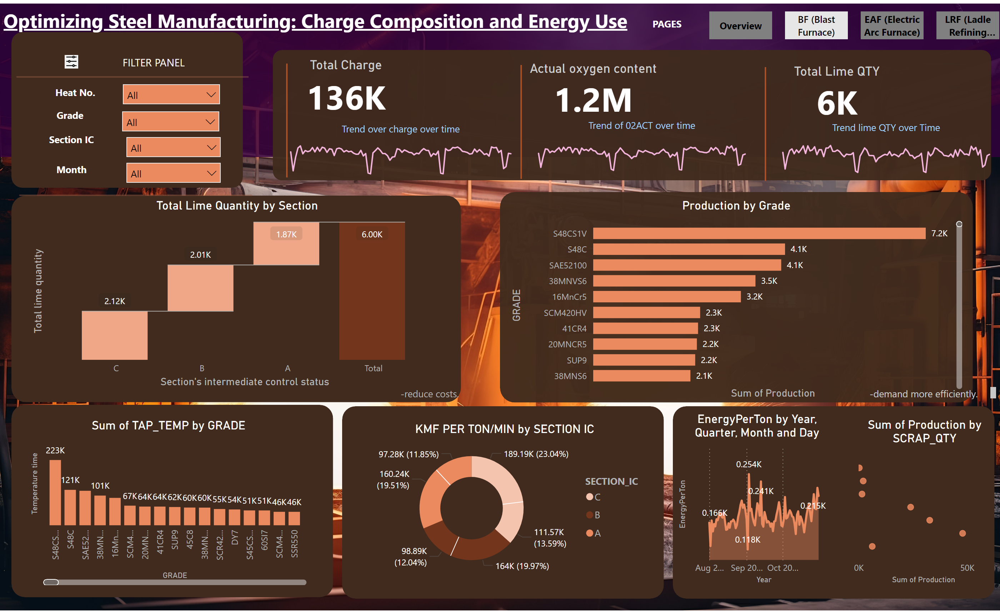 Optimizing Steel Manufacturing: Charge Composition and Energy Use
PAGES
Overview
BF (Blast
Furnace)
EAF (Electric
Arc Furnace)
LRF (Ladle
Refining...
FILTER PANEL
Heat No.
All
Grade
All
Section IC
All
Month
All
Total Charge
136K
Trend over charge over time
Actual oxygen content
1.2M
Trend of 02ACT over time
Total Lime QTY
6K
Trend lime QTY over Time
Total Lime Quantity by Section
Total lime quantity
2.12K
2.01K
1.87K
6.00K
C
B
A
Total
Section's intermediate control status
-reduce costs.
Production by Grade
GRADE
S48CS1V
7.2K
S48C
4.1K
SAE52100
4.1K
38MNVS6
3.5K
16MnCr5
3.2K
SCM420HV
2.3K
41CR4
2.3K
20MNCR5
2.2K
SUP9
2.2K
38MNS6
2.1K
Sum of Production
-demand more efficiently.
Sum of TAP_TEMP by GRADE
Temperature time
223K
121K
101K
67K
64K
64K
62K
60K
60K
55K
54K
51K
51K
46K
46K
S48CS...
S48C
SAE52...
38MN...
16Mn...
SCM4...
20MN...
41CR4
SUP9
45C8
38MN...
SCR42...
DY7
S45CS...
60SI7
SCM4...
SSR550
GRADE
KMF PER TON/MIN by SECTION IC
97.28K (11.85%)
189.19K (23.04%)
160.24K
(19.51%)
111.57K
(13.59%)
98.89K
(12.04%)
164K (19.97%)
SECTION_IC
C
B
A
EnergyPerTon by Year,
Quarter, Month and Day
EnergyPerTon
0.254K
0.241K
0.215K
0.166K
0.118K
Aug 2...
Sep 20...
Oct 20...
Year
Sum of Production by
SCRAP_QTY
0K
50K
Sum of Production